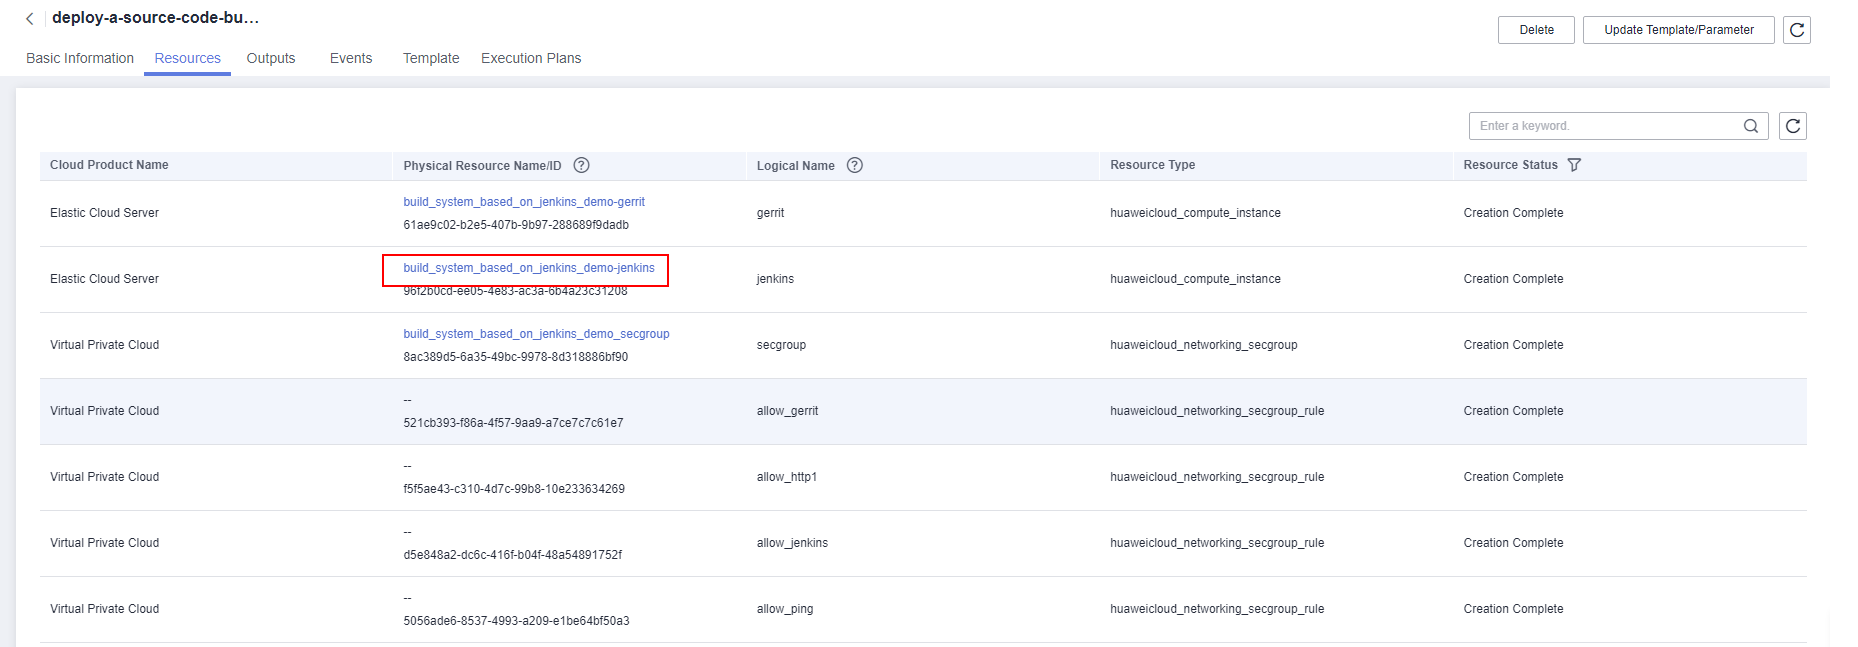 deploy-a-source-code-bu...
Delete
Update Template/Parameter
Basic Information Resources Outputs Events Template Execution Plans
Enter a keyword.
Cloud Product Name Physical Resource Name/ID Logical Name Resource Type Resource Status
build_system_based_on_jenkins_demo-gerrit
Elastic Cloud Server gerrit huaweicloud_compute_instance Creation Complete
61ae9c02-b2e5-407b-9b97-288689f9dadb
build_system_based_on_jenkins_demo-jenkins
Elastic Cloud Server jenkins huaweicloud_compute_instance Creation Complete
96f2b0cd-ee05-4e83-ac3a-6b4a23c31208
build_system_based_on_jenkins_demo_secgroup
Virtual Private Cloud secgroup huaweicloud_networking_secgroup Creation Complete
8ac389d5-6a35-49bc-9978-8d318886bf90
--
Virtual Private Cloud allow_gerrit huaweicloud_networking_secgroup_rule Creation Complete
521cb393-f86a-4f57-9aa9-a7ce7c7c61e7
--
Virtual Private Cloud allow_http1 huaweicloud_networking_secgroup_rule Creation Complete
f5f5ae43-c310-4d7c-99b8-10e233634269
--
Virtual Private Cloud allow_jenkins huaweicloud_networking_secgroup_rule Creation Complete
d5e848a2-dc6c-416f-b04f-48a54891752f
--
Virtual Private Cloud allow_ping huaweicloud_networking_secgroup_rule Creation Complete
5056ade6-8537-4993-a209-e1be64bf50a3